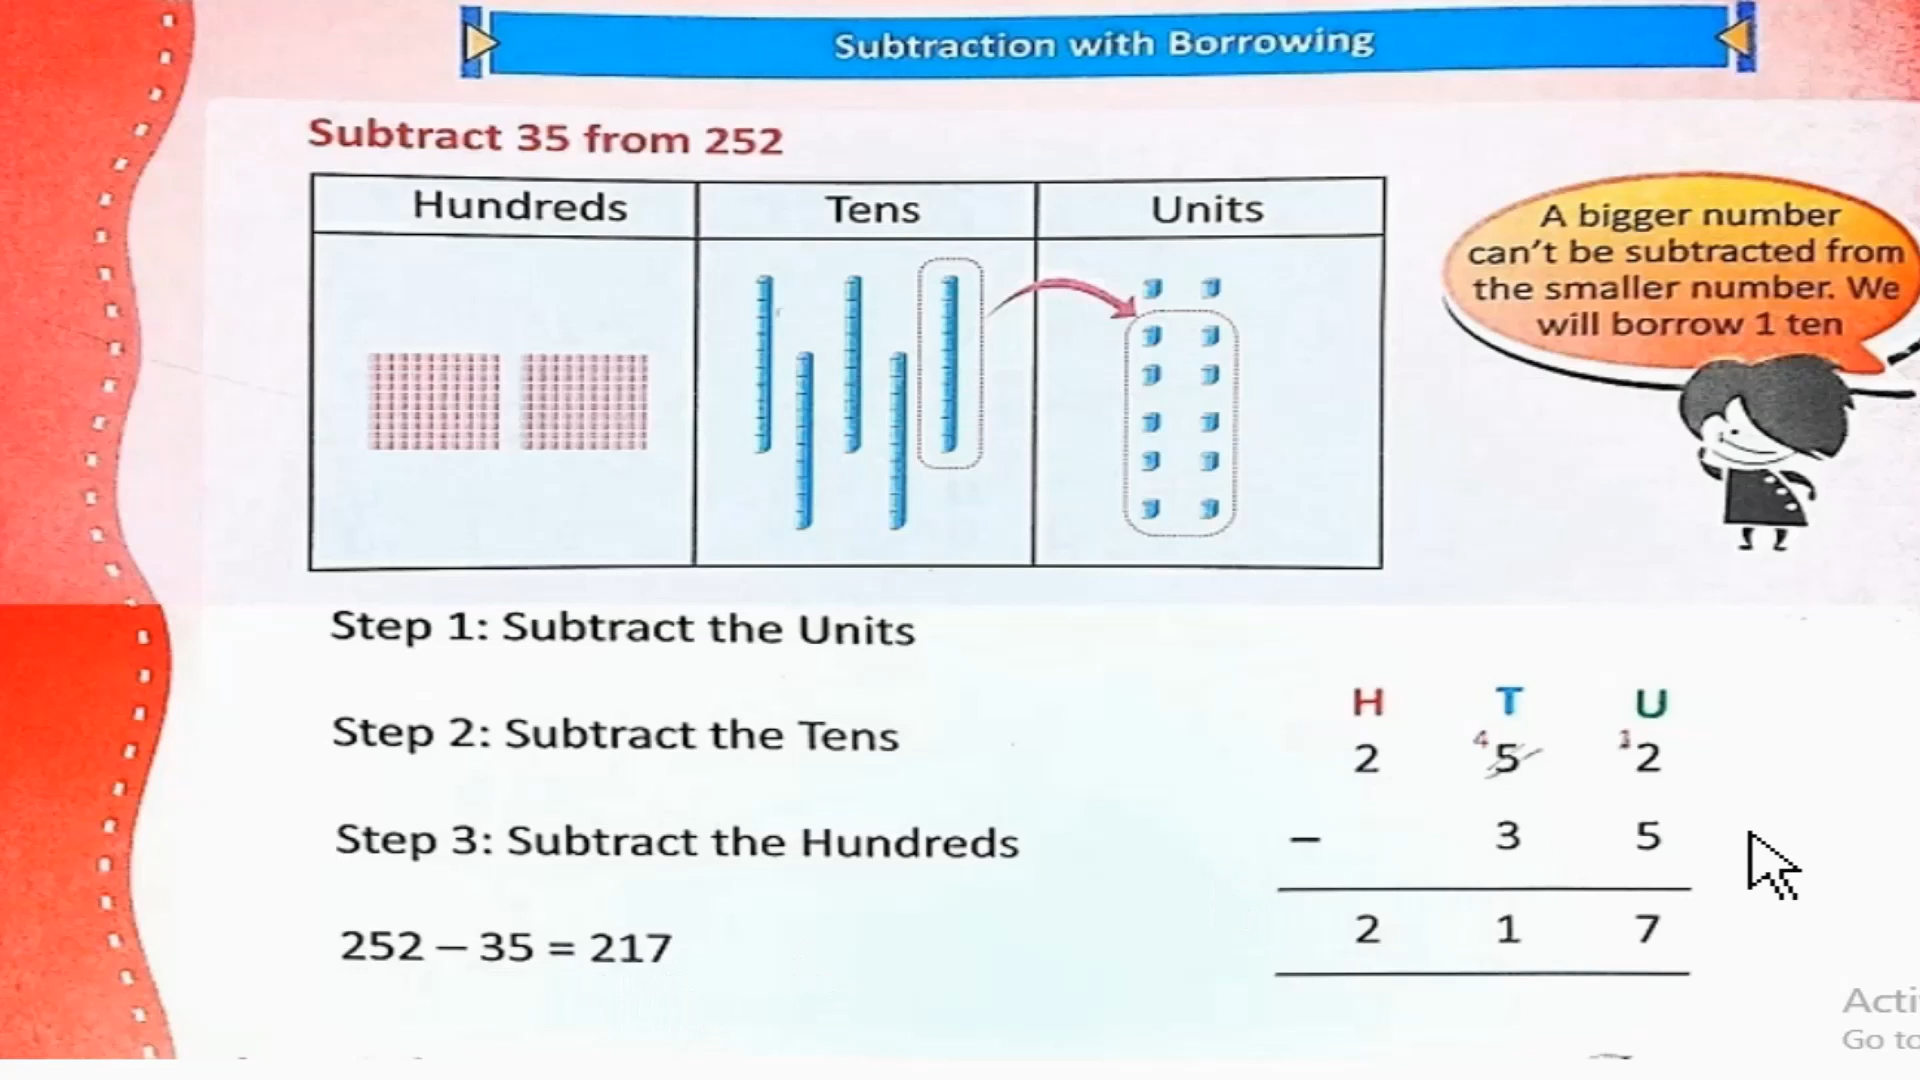 Subtraction with Borrowing
Subtract 35 from 252
Hundreds Tens Units
A bigger number
can't be subtracted from
the smaller number. We
will borrow 1 ten
Step 1: Subtract the Units
Step 2: Subtract the Tens
Step 3: Subtract the Hundreds
252 – 35 = 217
H T U
2 4 5 1 2
– 3 5
2 1 7
Acti
Go to